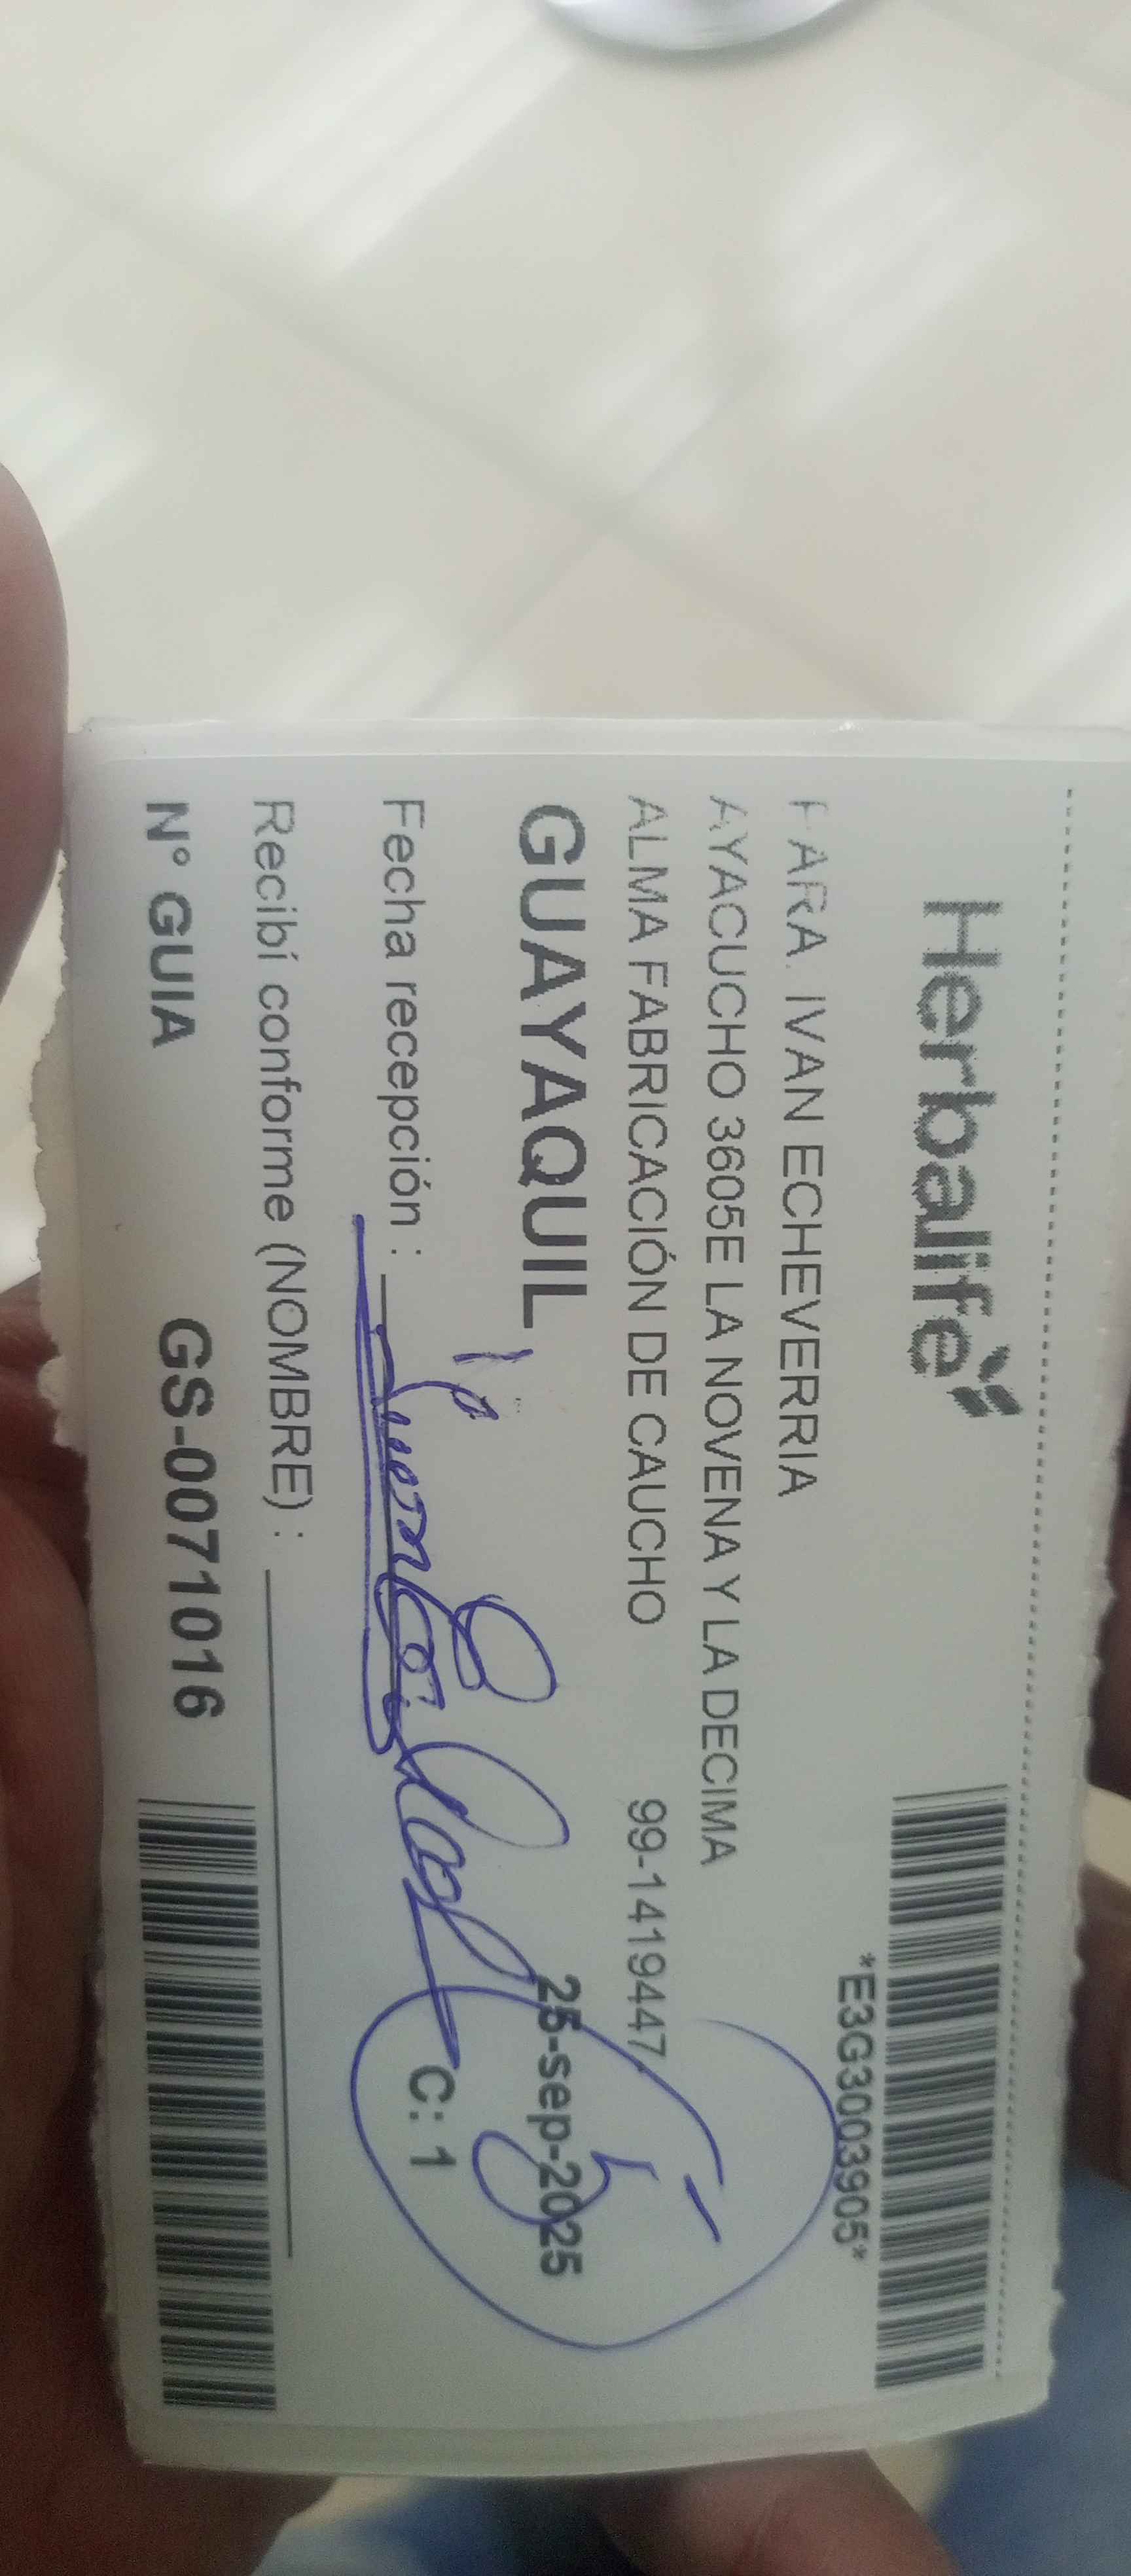 Herbalife
*E3G3003905*
PARA. IVAN ECHEVERRIA
AYACUCHO 3605E LA NOVENA Y LA DECIMA
ALMA FABRICACIÓN DE CAUCHO 99-1419447
GUAYAQUIL 25-sep-2025
Fecha recepción : C: 1
Recibí conforme (NOMBRE) :
N° GUIA GS-0071016